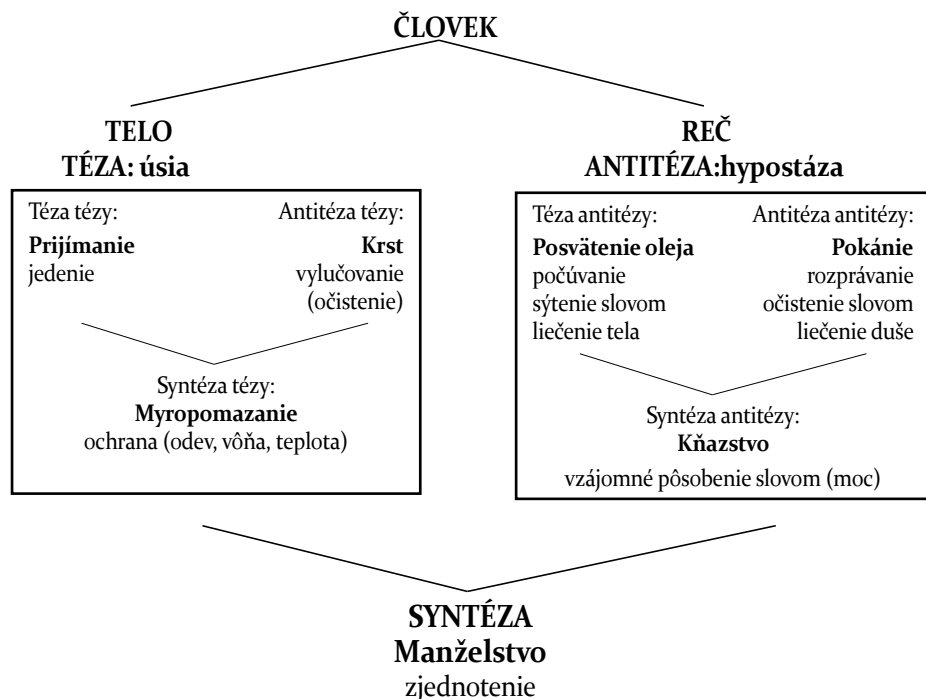 ČLOVEK
TELO
TÉZA: úsia
REČ
ANTITÉZA:hypostáza
Téza tézy:
Prijímanie
jedenie
Antitéza tézy:
Krst
vylučovanie
(očistenie)
Syntéza tézy:
Myropomazanie
ochrana (odev, vôňa, teplota)
Téza antitézy:
Posvätenie oleja
počúvanie
sýtenie slovom
liečenie tela
Antitéza antitézy:
Pokánie
rozprávanie
očistenie slovom
liečenie duše
Syntéza antitézy:
Kňazstvo
vzájomné pôsobenie slovom (moc)
SYNTÉZA
Manželstvo
zjednotenie